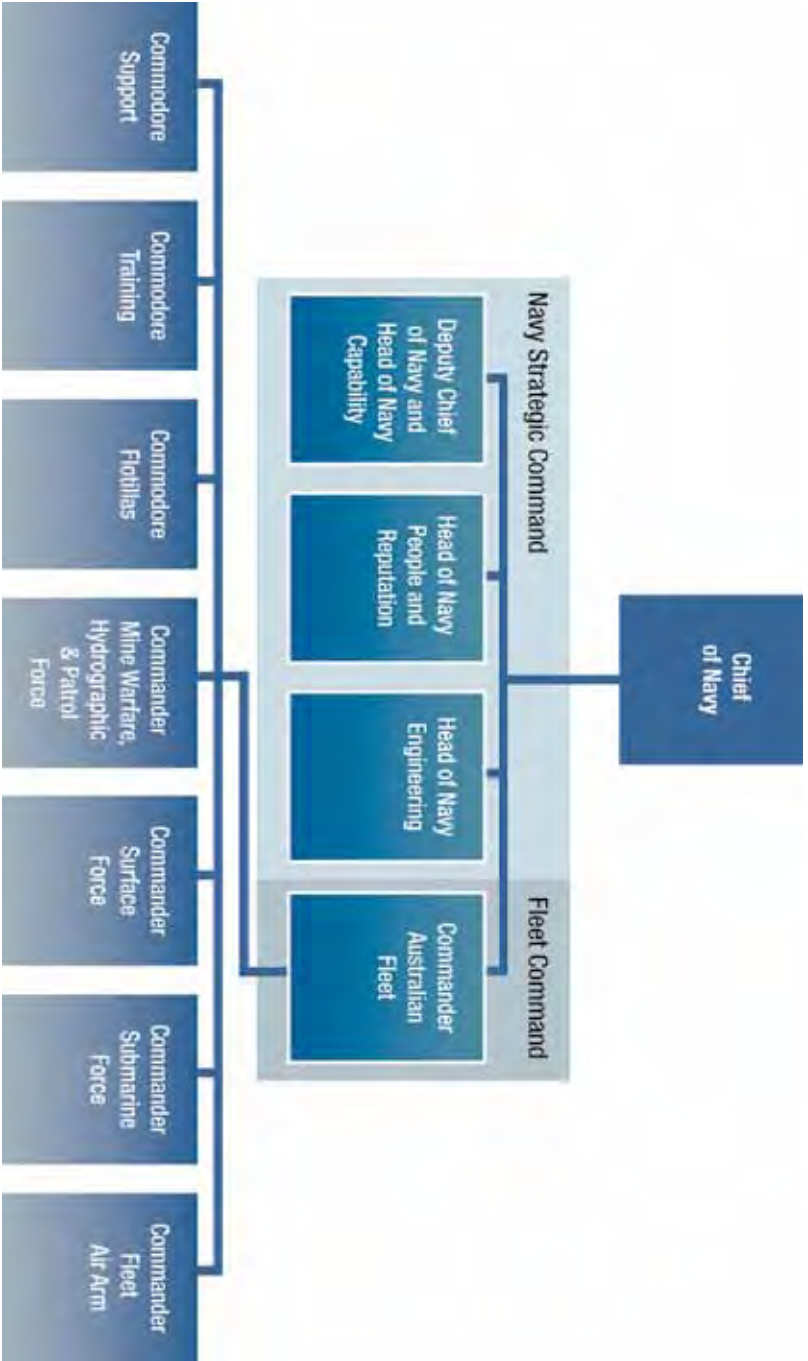 Chief
of Navy
Navy Strategic Command
Fleet Command
Deputy Chief
of Navy and
Head of Navy
Capability
Head of Navy
People and
Reputation
Head of Navy
Engineering
Commander
Australian
Fleet
Commodore
Support
Commodore
Training
Commodore
Flotillas
Commander
Mine Warfare,
Hydrographic
& Patrol
Force
Commander
Surface
Force
Commander
Submarine
Force
Commander
Fleet
Air Arm